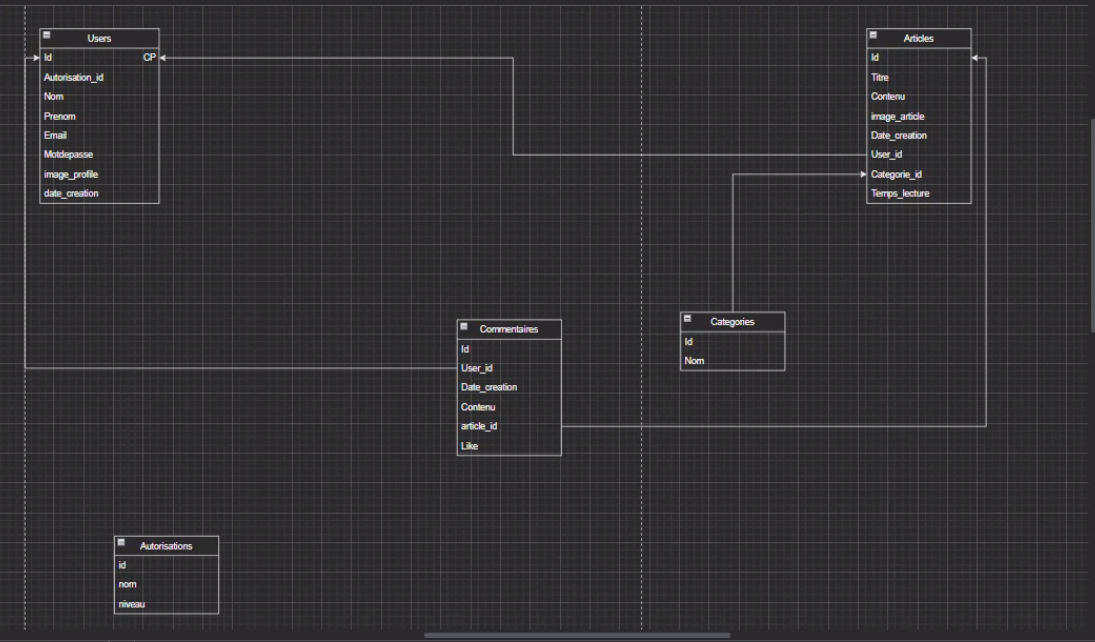 Users
Id CP
Autorisation_id
Nom
Prenom
Email
Motdepasse
image_profile
date_creation
Articles
Id
Titre
Contenu
image_article
Date_creation
User_id
Categorie_id
Temps_lecture
Commentaires
Id
User_id
Date_creation
Contenu
article_id
Like
Categories
Id
Nom
Autorisations
id
nom
niveau